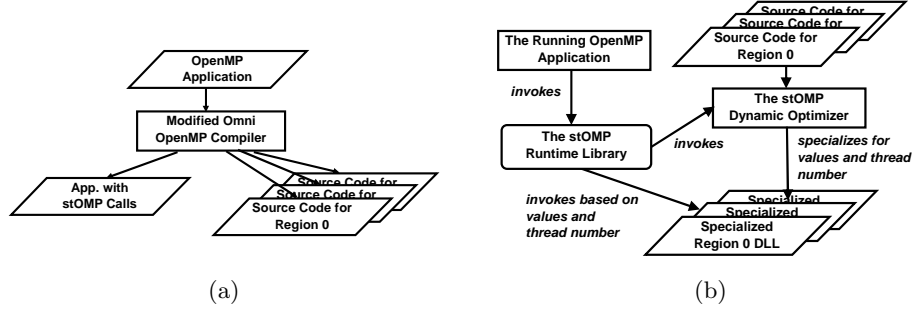 OpenMP
Application
Modified Omni
OpenMP Compiler
App. with
stOMP Calls
Source Code for
Source Code for
Source Code for
Region 0
(a)
Source Code for
Source Code for
Source Code for
Region 0
The Running OpenMP
Application
invokes
The stOMP
Dynamic Optimizer
The stOMP
Runtime Library
invokes
specializes for
values and thread
number
invokes based on
values and
thread number
Specialized
Specialized
Specialized
Region 0 DLL
(b)